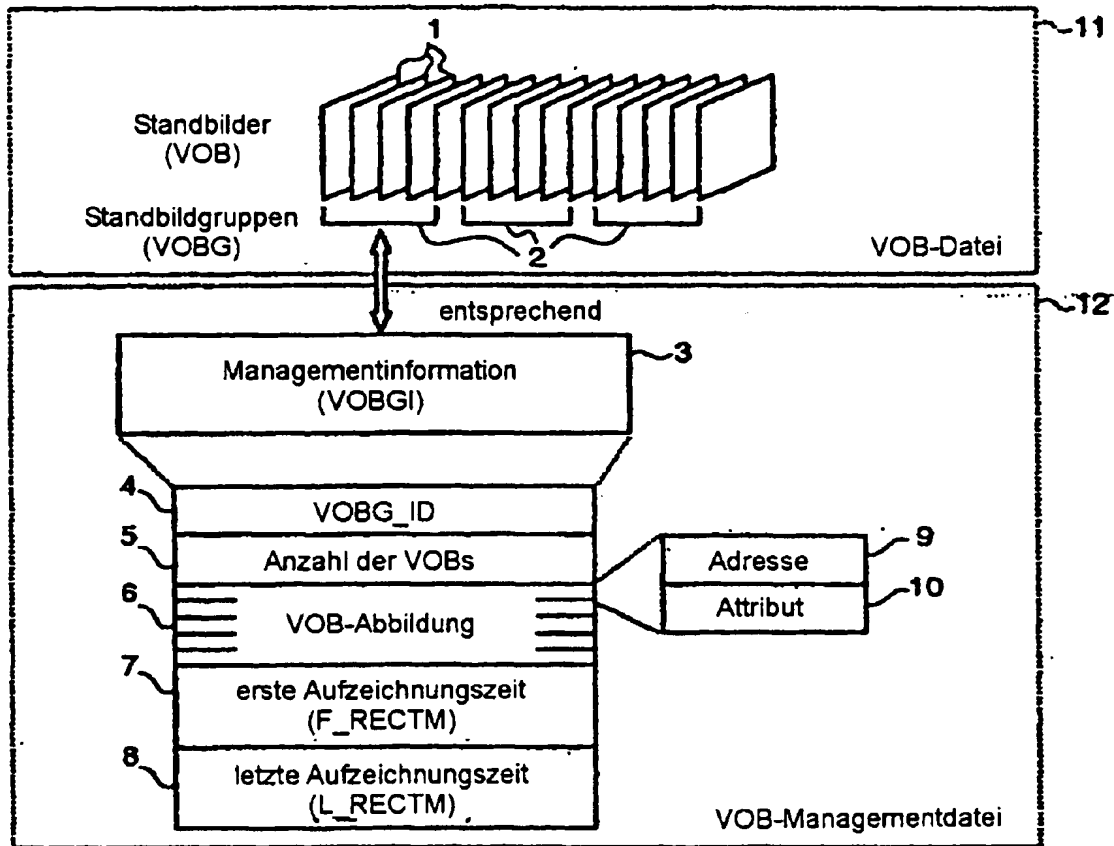 1
11
Standbilder
(VOB)
Standbildgruppen
(VOBG)
2
VOB-Datei
entsprechend
12
3
Managementinformation
(VOBGI)
4
VOBG_ID
5
Anzahl der VOBs
9
Adresse
6
VOB-Abbildung
10
Attribut
7
erste Aufzeichnungszeit
(F_RECTM)
8
letzte Aufzeichnungszeit
(L_RECTM)
VOB-Managementdatei